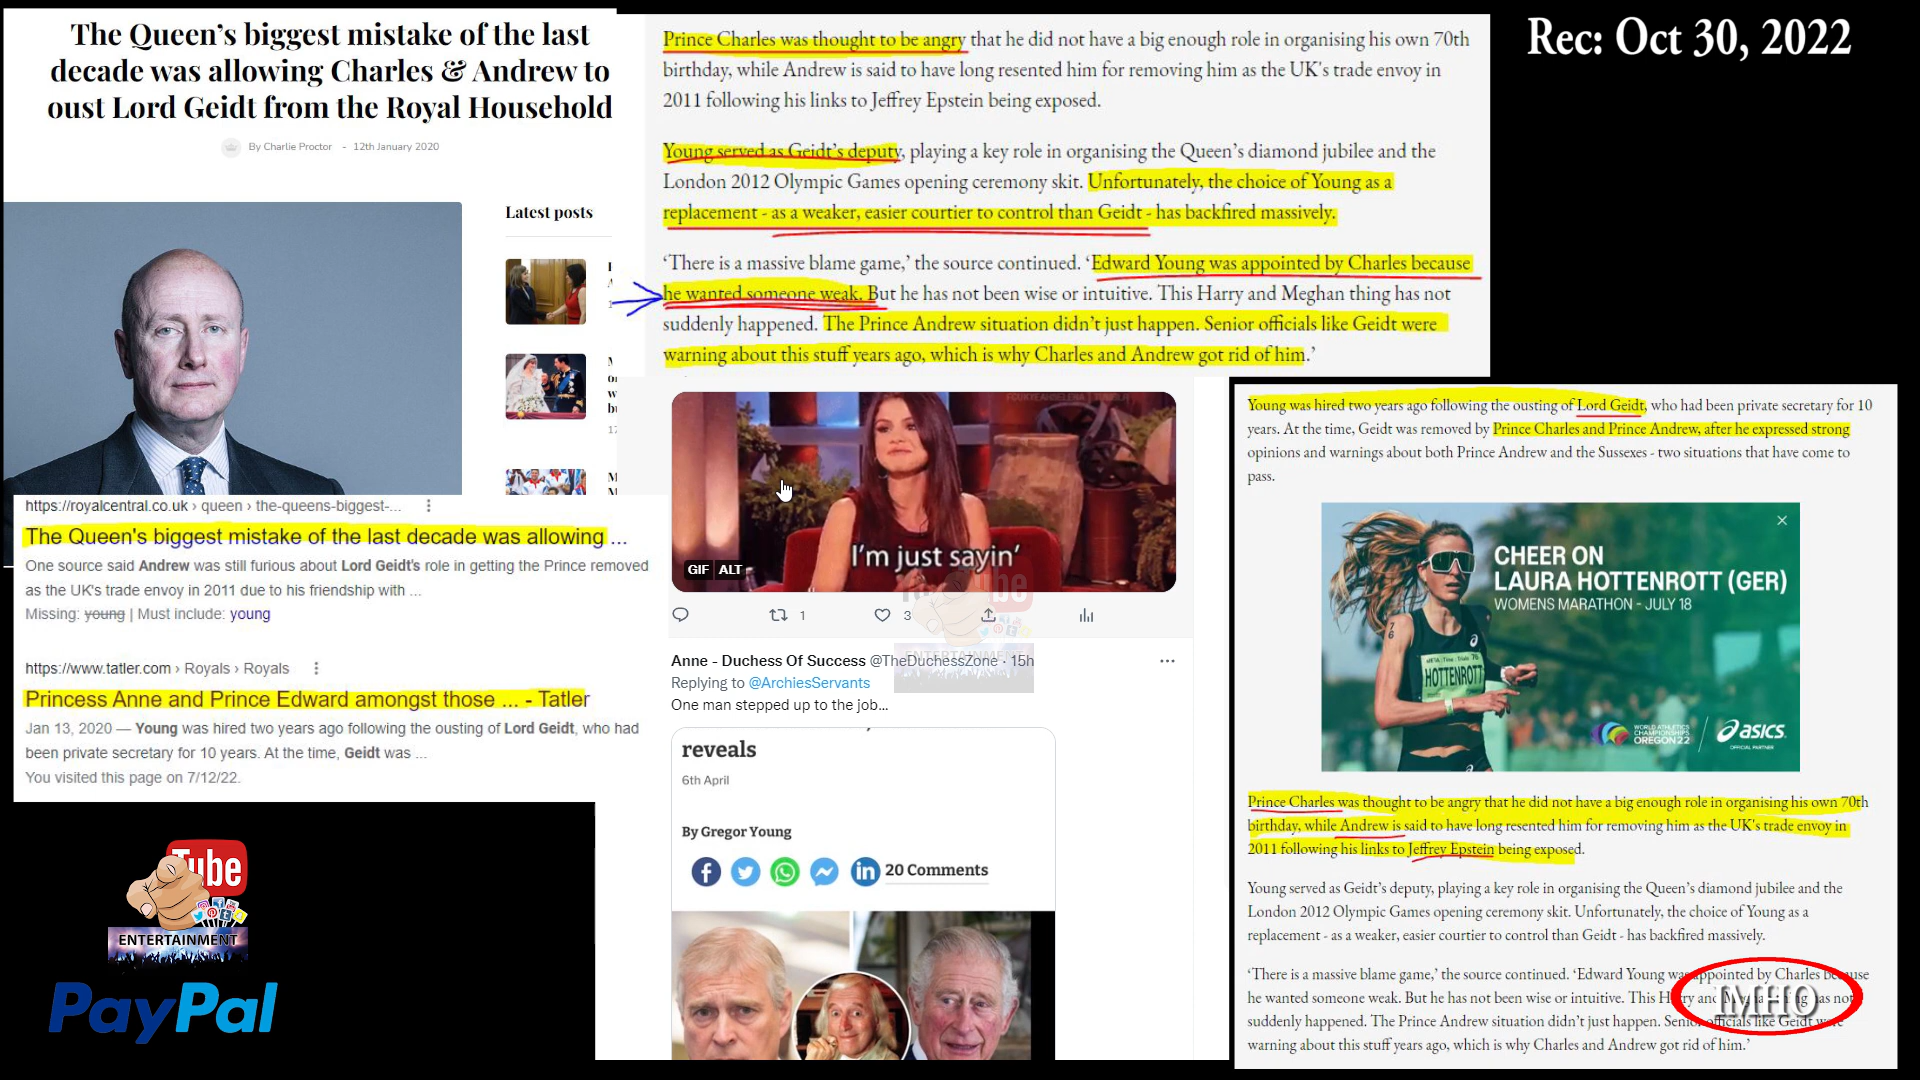 The Queen's biggest mistake of the last
decade was allowing Charles & Andrew to
oust Lord Geidt from the Royal Household
By Charlie Proctor - 12th January 2020
Latest posts
https://royalcentral.co.uk › queen › the-queens-biggest-...
The Queen's biggest mistake of the last decade was allowing ...
One source said Andrew was still furious about Lord Geidt's role in getting the Prince removed
as the UK's trade envoy in 2011 due to his friendship with ...
Missing: young | Must include: young
https://www.tatler.com › Royals › Royals
Princess Anne and Prince Edward amongst those ... - Tatler
Jan 13, 2020 — Young was hired two years ago following the ousting of Lord Geidt, who had
been private secretary for 10 years. At the time, Geidt was ...
You visited this page on 7/12/22.
Tube
ENTERTAINMENT
PayPal
Prince Charles was thought to be angry that he did not have a big enough role in organising his own 70th
birthday, while Andrew is said to have long resented him for removing him as the UK's trade envoy in
2011 following his links to Jeffrey Epstein being exposed.
Young served as Geidt's deputy, playing a key role in organising the Queen's diamond jubilee and the
London 2012 Olympic Games opening ceremony skit. Unfortunately, the choice of Young as a
replacement - as a weaker, easier courtier to control than Geidt - has backfired massively.
'There is a massive blame game,' the source continued. 'Edward Young was appointed by Charles because
he wanted someone weak. But he has not been wise or intuitive. This Harry and Meghan thing has not
suddenly happened. The Prince Andrew situation didn't just happen. Senior officials like Geidt were
warning about this stuff years ago, which is why Charles and Andrew got rid of him.'
I'm just sayin'
GIF ALT
1 3
ENTERTAINMENT
Anne - Duchess Of Success @TheDuchessZone · 15h
Replying to @ArchiesServants
One man stepped up to the job...
reveals
6th April
By Gregor Young
20 Comments
Rec: Oct 30, 2022
Young was hired two years ago following the ousting of Lord Geidt, who had been private secretary for 10
years. At the time, Geidt was removed by Prince Charles and Prince Andrew, after he expressed strong
opinions and warnings about both Prince Andrew and the Sussexes - two situations that have come to
pass.
CHEER ON
LAURA HOTTENROTT (GER)
WOMENS MARATHON - JULY 18
HOTTENROTT
WORLD ATHLETICS
CHAMPIONSHIPS
OREGON22
asics
OFFICIAL PARTNER
Prince Charles was thought to be angry that he did not have a big enough role in organising his own 70th
birthday, while Andrew is said to have long resented him for removing him as the UK's trade envoy in
2011 following his links to Jeffrey Epstein being exposed.
Young served as Geidt's deputy, playing a key role in organising the Queen's diamond jubilee and the
London 2012 Olympic Games opening ceremony skit. Unfortunately, the choice of Young as a
replacement - as a weaker, easier courtier to control than Geidt - has backfired massively.
'There is a massive blame game,' the source continued. 'Edward Young was appointed by Charles because
he wanted someone weak. But he has not been wise or intuitive. This Harry and Meghan thing has not
suddenly happened. The Prince Andrew situation didn't just happen. Senior officials like Geidt were
warning about this stuff years ago, which is why Charles and Andrew got rid of him.'
IMHO